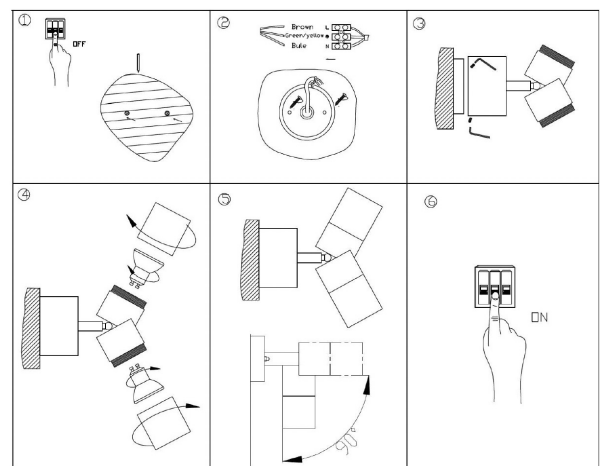 ①
OFF
②
Brown L
Green/yellow
Bule N
③
④
⑤
⑥
ON